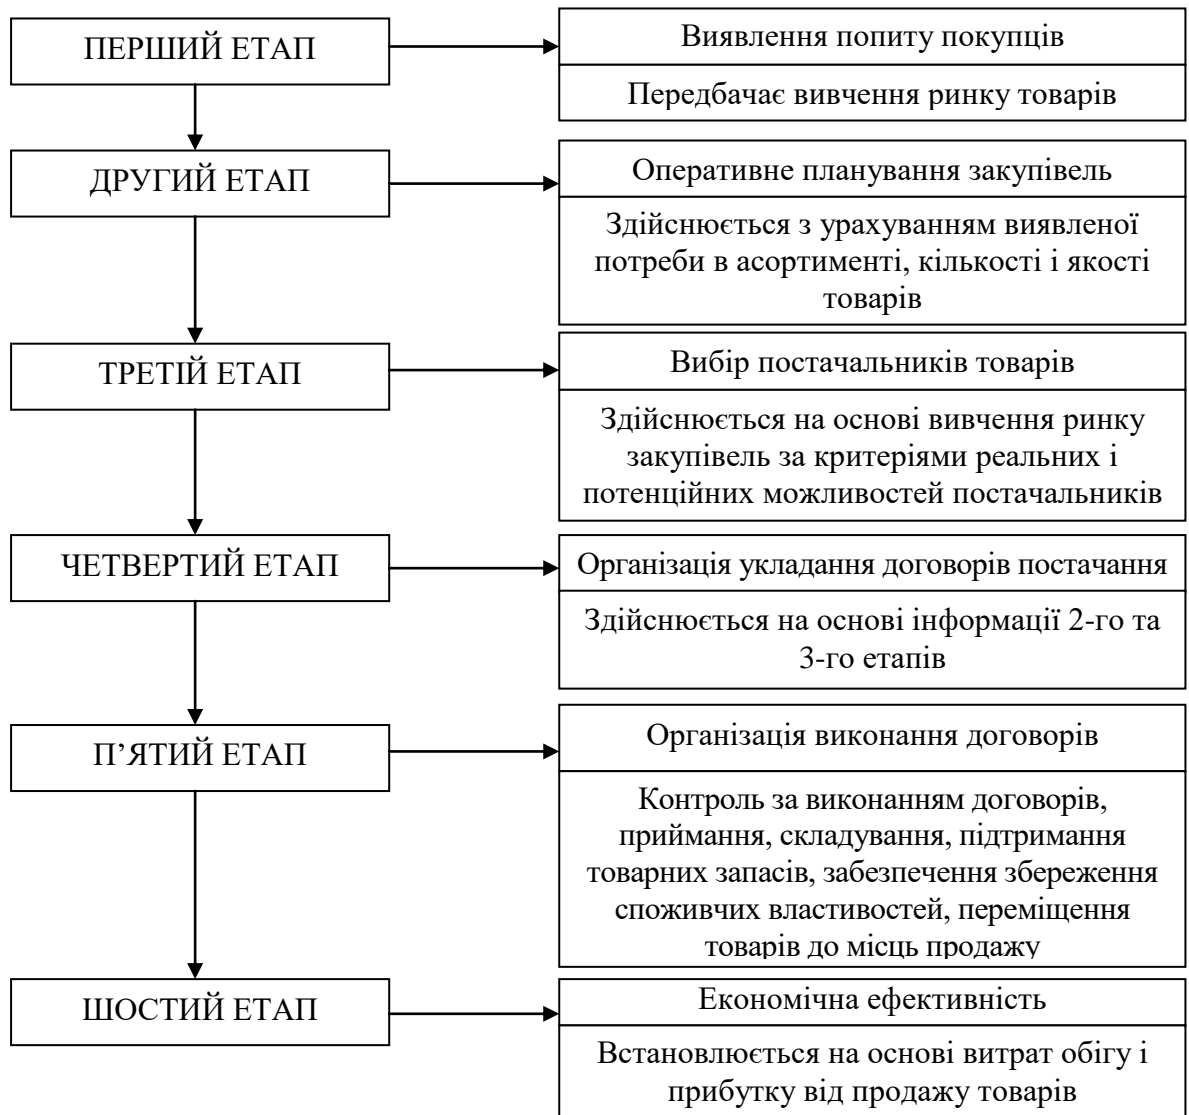 ПЕРШИЙ ЕТАП
Виявлення попиту покупців
Передбачає вивчення ринку товарів
ДРУГИЙ ЕТАП
Оперативне планування закупівель
Здійснюється з урахуванням виявленої
потреби в асортименті, кількості і якості
товарів
ТРЕТІЙ ЕТАП
Вибір постачальників товарів
Здійснюється на основі вивчення ринку
закупівель за критеріями реальних і
потенційних можливостей постачальників
ЧЕТВЕРТИЙ ЕТАП
Організація укладання договорів постачання
Здійснюється на основі інформації 2-го та
3-го етапів
П’ЯТИЙ ЕТАП
Організація виконання договорів
Контроль за виконанням договорів,
приймання, складування, підтримання
товарних запасів, забезпечення збереження
споживчих властивостей, переміщення
товарів до місць продажу
ШОСТИЙ ЕТАП
Економічна ефективність
Встановлюється на основі витрат обігу і
прибутку від продажу товарів